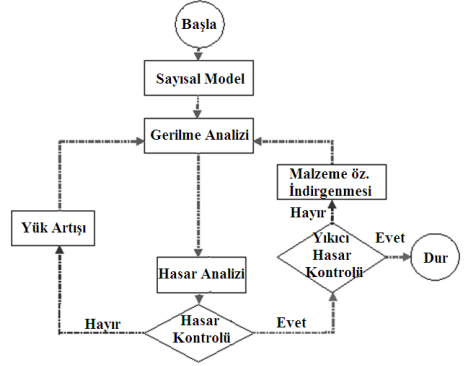 Başla
Sayısal Model
Gerilme Analizi
Malzeme öz.
İndirgenmesi
Hayır
Yük Artışı
Yıkıcı
Hasar
Kontrolü
Evet
Dur
Hasar Analizi
Hayır
Hasar
Kontrolü
Evet